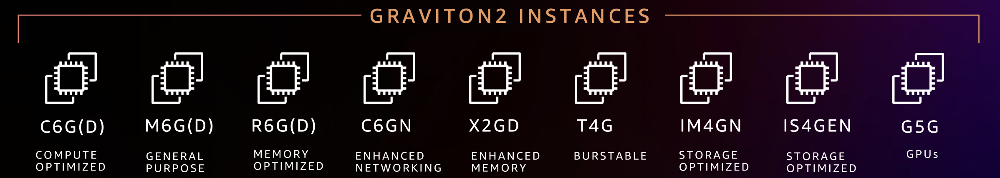 GRAVITON2 INSTANCES
C6G(D)
COMPUTE
OPTIMIZED
M6G(D)
GENERAL
PURPOSE
R6G(D)
MEMORY
OPTIMIZED
C6GN
ENHANCED
NETWORKING
X2GD
ENHANCED
MEMORY
T4G
BURSTABLE
IM4GN
STORAGE
OPTIMIZED
IS4GEN
STORAGE
OPTIMIZED
G5G
GPUs